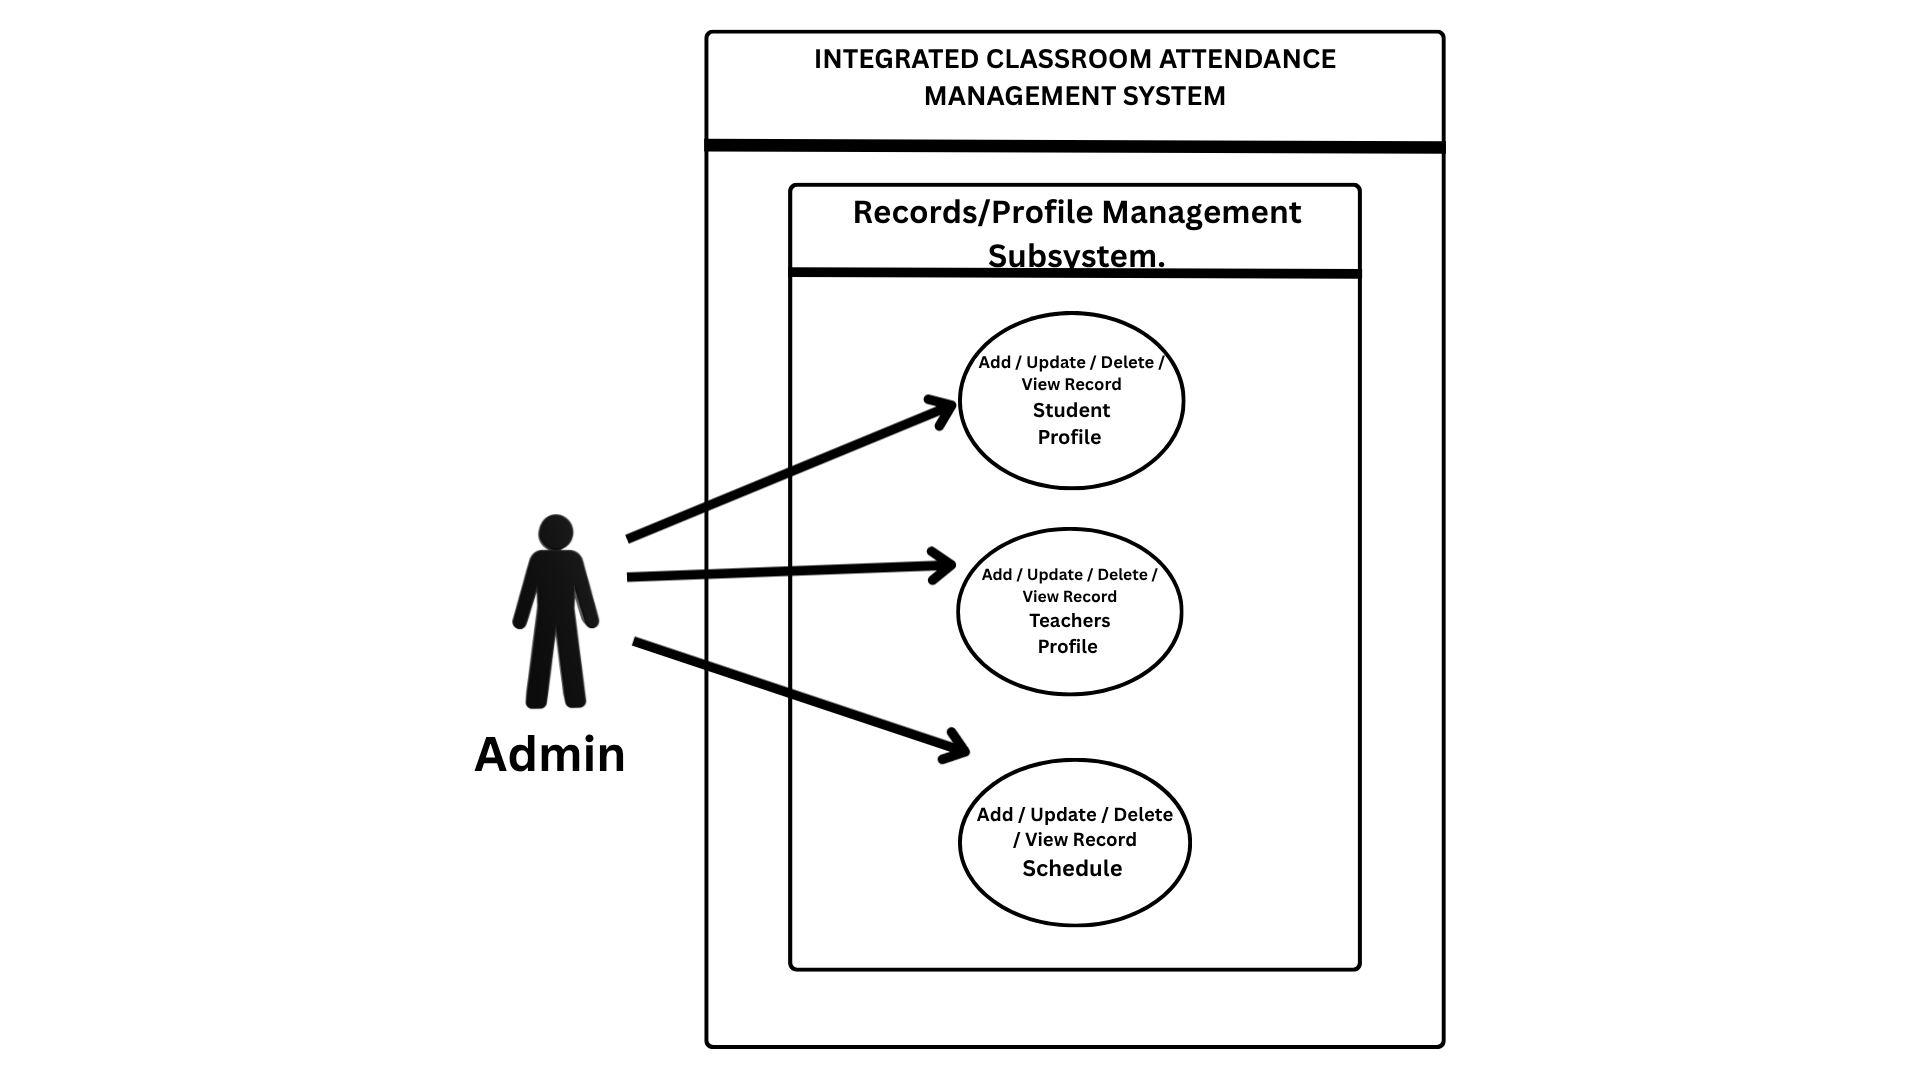 INTEGRATED CLASSROOM ATTENDANCE
MANAGEMENT SYSTEM
Records/Profile Management
Subsystem.
Add / Update / Delete /
View Record
Student
Profile
Add / Update / Delete /
View Record
Teachers
Profile
Admin
Add / Update / Delete
/ View Record
Schedule